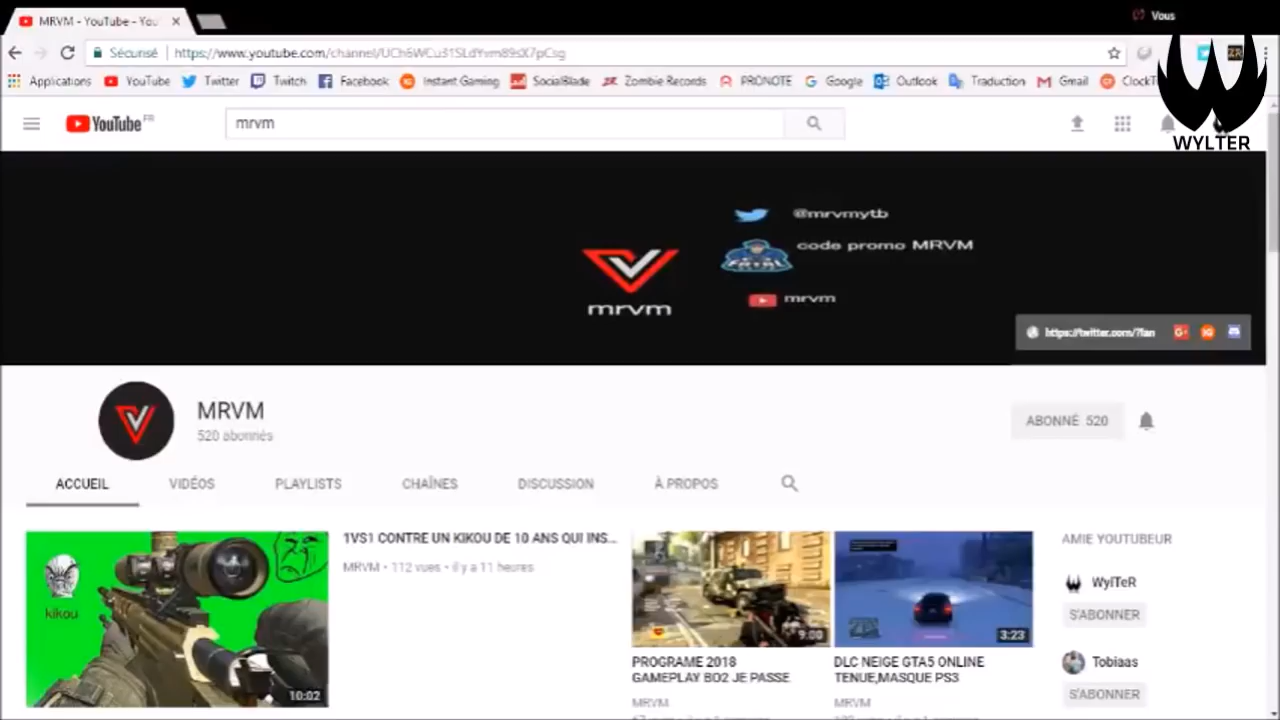 Vous
MRVM - YouTube - You
Sécurisé
https://www.youtube.com/channel/
Applications YouTube Twitter Twitch Facebook Instant Gaming SocialBlade Zombie Records PRONOTE Google Outlook Traduction Gmail ClockT
ZR
WYLTER
YouTube FR
mrvm
@mrvmytb
code promo MRVM
mrvm
mrvm
https://twitter.com/?lan
MRVM
520 abonnés
ABONNÉ 520
ACCUEIL VIDÉOS PLAYLISTS CHAÎNES DISCUSSION À PROPOS
kikou
10:02
1VS1 CONTRE UN KIKOU DE 10 ANS QUI INS...
MRVM • 112 vues • il y a 11 heures
9:00
PROGRAME 2018
GAMEPLAY BO2 JE PASSE
MRVM
3:23
DLC NEIGE GTA5 ONLINE
TENUE,MASQUE PS3
MRVM
AMIE YOUTUBEUR
WylTeR
S'ABONNER
Tobiaas
S'ABONNER